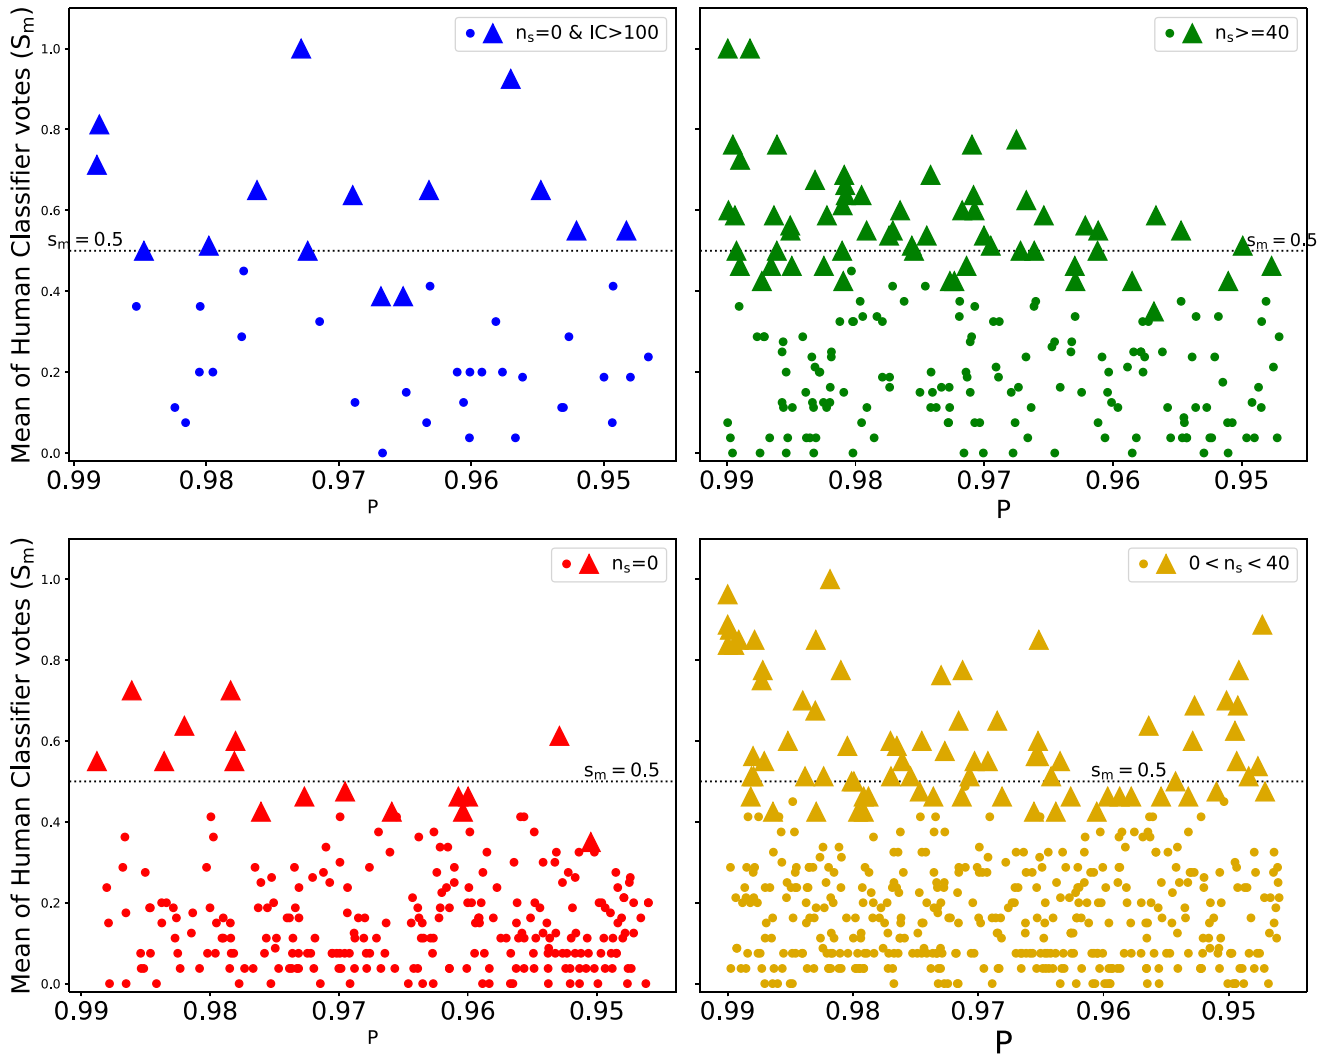 Mean of Human Classifier votes (Sm)
1.0
0.8
0.6
0.4
0.2
0.0
ns=0 & IC>100
sm = 0.5
0.99 0.98 0.97 0.96 0.95
P
ns>=40
sm = 0.5
0.99 0.98 0.97 0.96 0.95
P
Mean of Human Classifier votes (Sm)
1.0
0.8
0.6
0.4
0.2
0.0
ns=0
sm = 0.5
0.99 0.98 0.97 0.96 0.95
P
0 < ns < 40
sm = 0.5
0.99 0.98 0.97 0.96 0.95
P